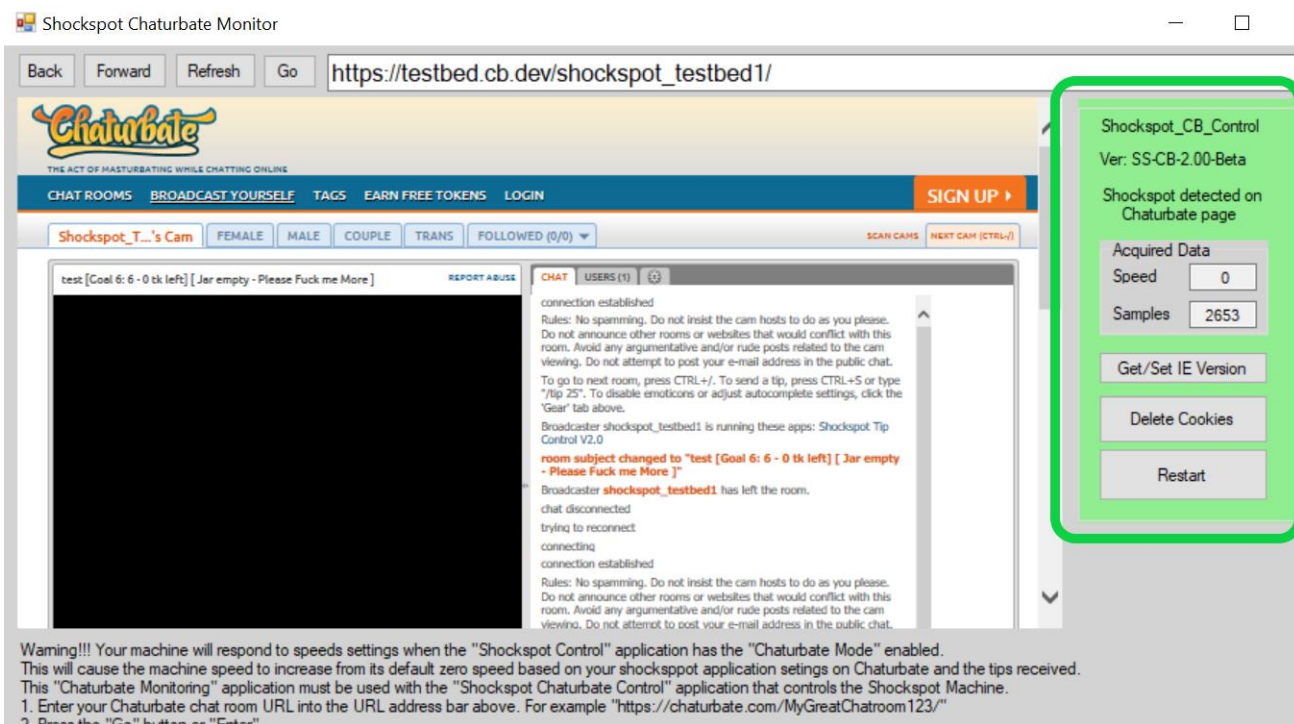 Shockspot Chaturbate Monitor
Back Forward Refresh Go https://testbed.cb.dev/shockspot_testbed1/
Chaturbate
THE ACT OF MASTURBATING WHILE CHATTING ONLINE
CHAT ROOMS BROADCAST YOURSELF TAGS EARN FREE TOKENS LOGIN SIGN UP
Shockspot_T...'s Cam FEMALE MALE COUPLE TRANS FOLLOWED (0/0) SCAN CAMS NEXT CAM (CTRL-/)
test [Goal 6: 6 - 0 tk left] [ Jar empty - Please Fuck me More ] REPORT ABUSE
CHAT USERS (1)
connection established
Rules: No spamming. Do not insist the cam hosts to do as you please.
Do not announce other rooms or websites that would conflict with this
room. Avoid any argumentative and/or rude posts related to the cam
viewing. Do not attempt to post your e-mail address in the public chat.
To go to next room, press CTRL+/. To send a tip, press CTRL+S or type
"/tip 25". To disable emoticons or adjust autocomplete settings, click the
'Gear' tab above.
Broadcaster shockspot_testbed1 is running these apps: Shockspot Tip
Control V2.0
room subject changed to "test [Goal 6: 6 - 0 tk left] [ Jar empty
- Please Fuck me More ]"
Broadcaster shockspot_testbed1 has left the room.
chat disconnected
trying to reconnect
connecting
connection established
Rules: No spamming. Do not insist the cam hosts to do as you please.
Do not announce other rooms or websites that would conflict with this
room. Avoid any argumentative and/or rude posts related to the cam
viewing. Do not attempt to post your e-mail address in the public chat.
Shockspot_CB_Control
Ver: SS-CB-2.00-Beta
Shockspot detected on
Chaturbate page
Acquired Data
Speed 0
Samples 2653
Get/Set IE Version
Delete Cookies
Restart
Warning!!! Your machine will respond to speeds settings when the "Shockspot Control" application has the "Chaturbate Mode" enabled.
This will cause the machine speed to increase from its default zero speed based on your shocksppot application setings on Chaturbate and the tips received.
This "Chaturbate Monitoring" application must be used with the "Shockspot Chaturbate Control" application that controls the Shockspot Machine.
1. Enter your Chaturbate chat room URL into the URL address bar above. For example "https://chaturbate.com/MyGreatChatroom123/"
2. Press the "Go" button or "Enter"